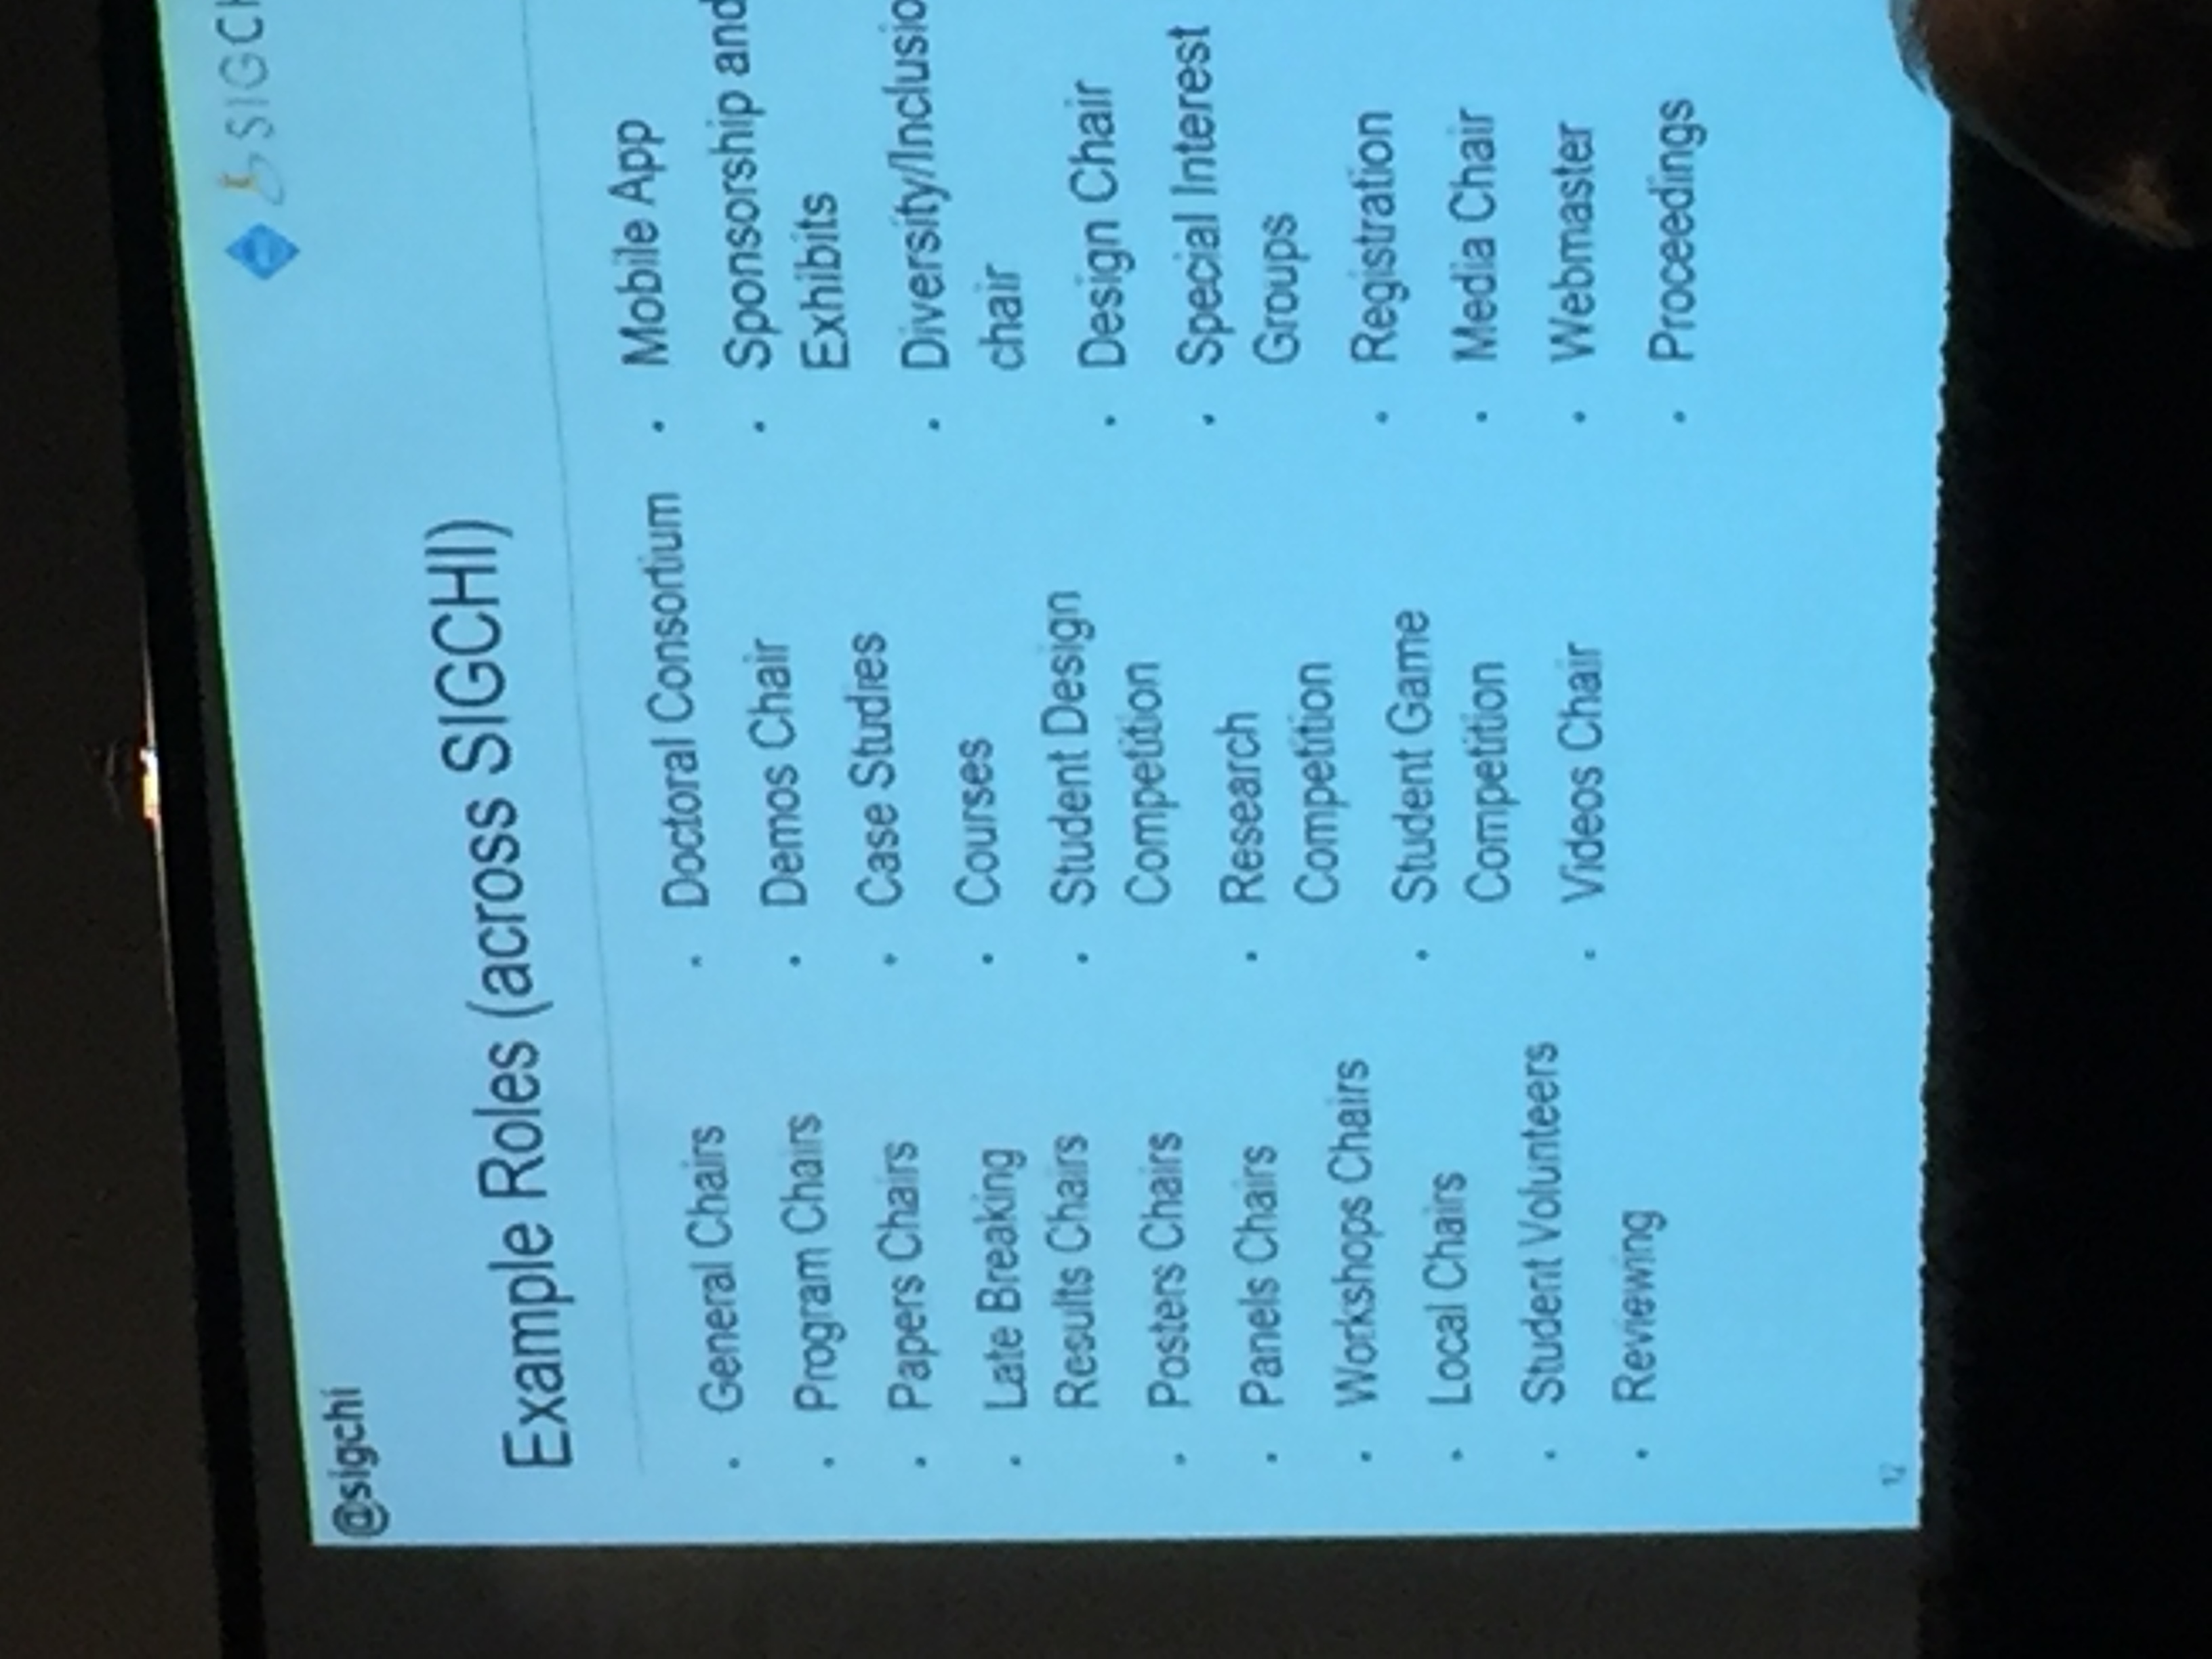 SIGCH
@sigchi
Example Roles (across SIGCHI)
General Chairs
Program Chairs
Papers Chairs
Late Breaking
Results Chairs
Posters Chairs
Panels Chairs
Workshops Chairs
Local Chairs
Student Volunteers
Reviewing
Doctoral Consortium
Demos Chair
Case Studies
Courses
Student Design
Competition
Research
Competition
Student Game
Competition
Videos Chair
Mobile App
Sponsorship and
Exhibits
Diversity/Inclusio
chair
Design Chair
Special Interest
Groups
Registration
Media Chair
Webmaster
Proceedings
12